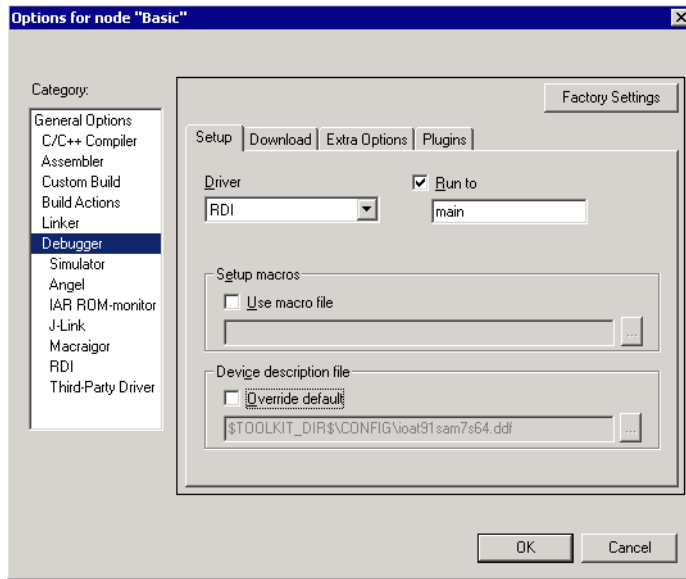 Options for node "Basic"
Category:
General Options
C/C++ Compiler
Assembler
Custom Build
Build Actions
Linker
Debugger
Simulator
Angel
IAR ROM-monitor
J-Link
Macraigor
RDI
Third-Party Driver
Factory Settings
Setup Download Extra Options Plugins
Driver
RDI
Run to
main
Setup macros
Use macro file
...
Device description file
Override default
$TOOLKIT_DIR$\CONFIG\ioat91sam7s64.ddf
...
OK Cancel